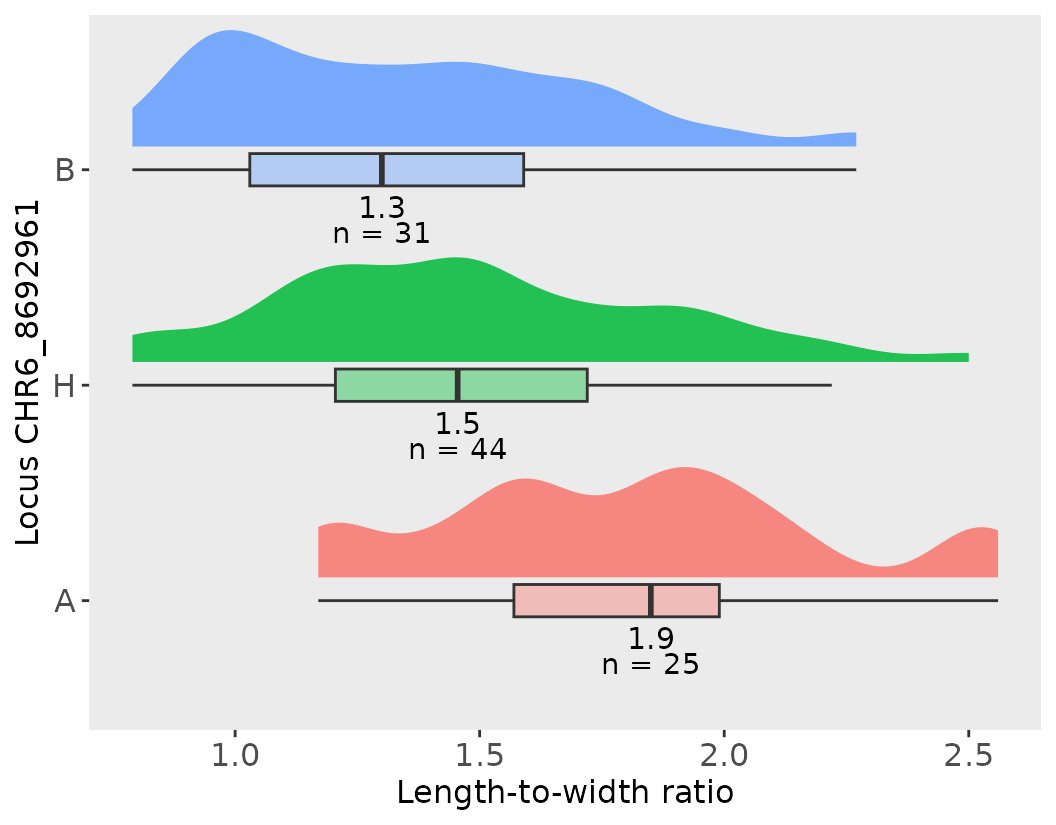 Locus CHR6_8692961
B
1.3
n = 31
H
1.5
n = 44
A
1.9
n = 25
1.0 1.5 2.0 2.5
Length-to-width ratio